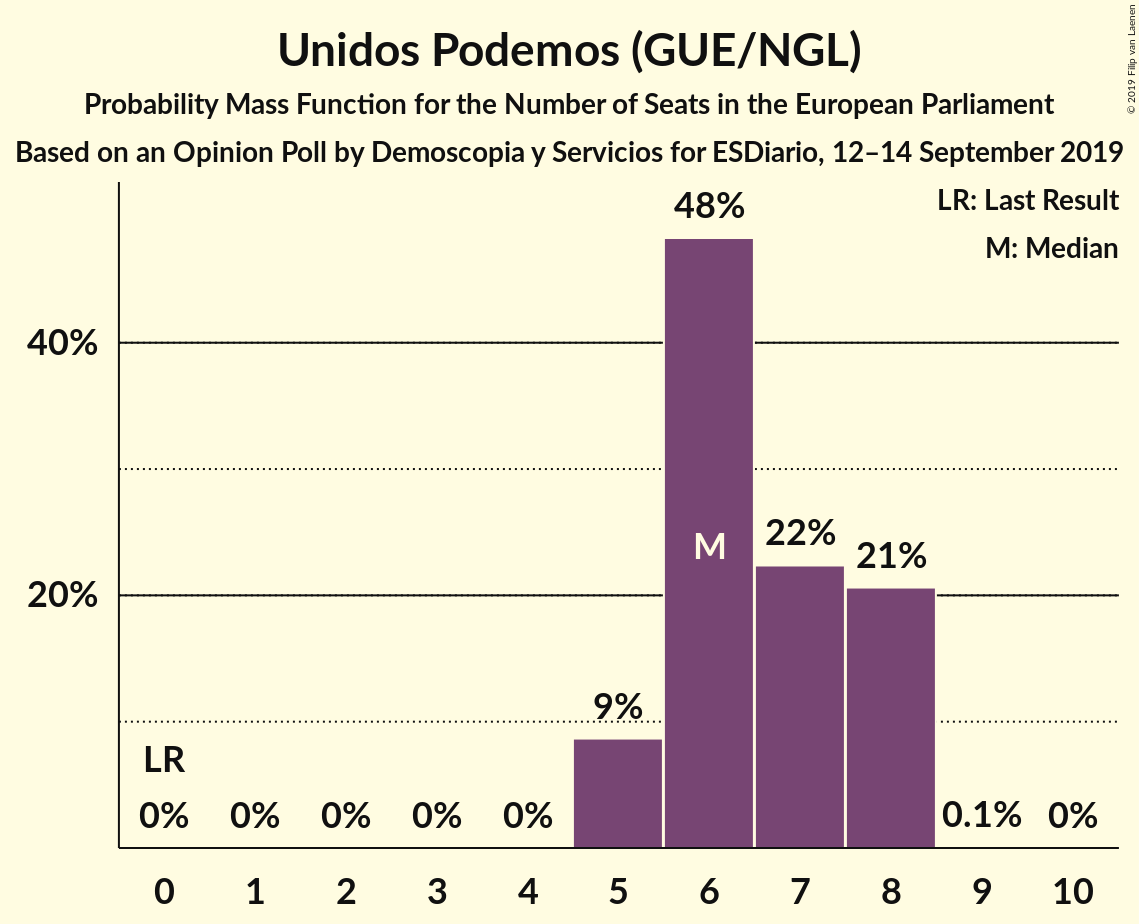 Unidos Podemos (GUE/NGL)
Probability Mass Function for the Number of Seats in the European Parliament
Based on an Opinion Poll by Demoscopia y Servicios for ESDiario, 12–14 September 2019
© 2019 Filip van Laenen
LR: Last Result
M: Median
48%
40%
M
22%
21%
20%
9%
LR
0% 0% 0% 0% 0% 0.1% 0%
0 1 2 3 4 5 6 7 8 9 10